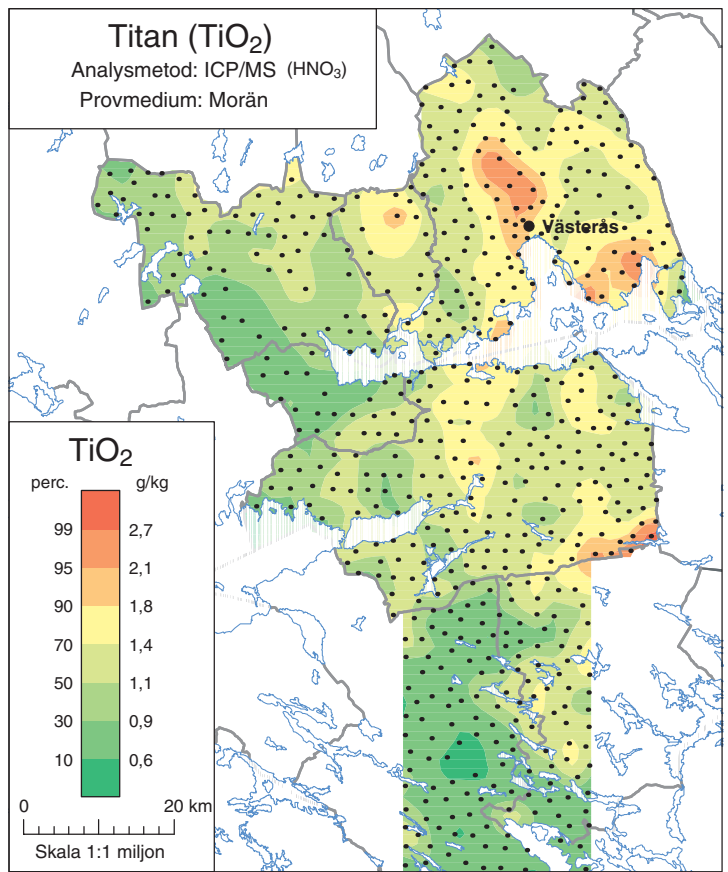 Titan (TiO₂)
Analysmetod: ICP/MS (HNO₃)
Provmedium: Morän
Västerås
TiO₂
perc. g/kg
99 2,7
95 2,1
90 1,8
70 1,4
50 1,1
30 0,9
10 0,6
0 20 km
Skala 1:1 miljon